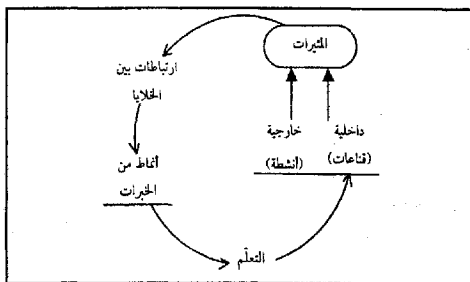 المثيرات
ارتباطات بين
الخلايا
داخلية
خارجية
(قناعات)
(أنشطة)
أنماط من
الخبرات
التعلّم